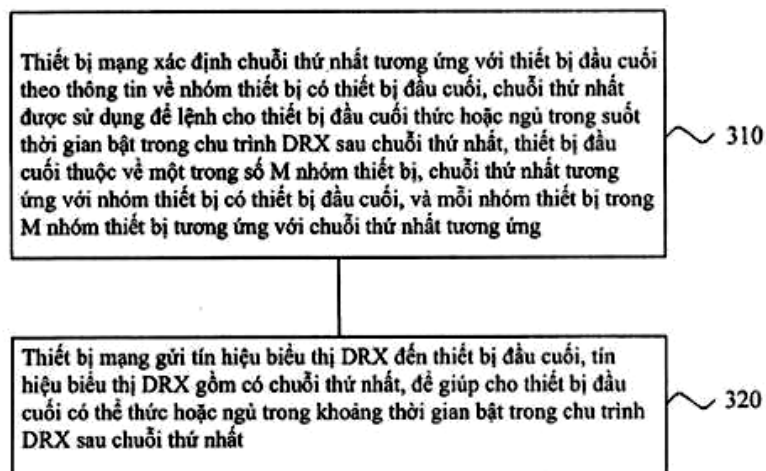 Thiết bị mạng xác định chuỗi thứ nhất tương ứng với thiết bị đầu cuối
theo thông tin về nhóm thiết bị có thiết bị đầu cuối, chuỗi thứ nhất
được sử dụng để lệnh cho thiết bị đầu cuối thức hoặc ngủ trong suốt
thời gian bật trong chu trình DRX sau chuỗi thứ nhất, thiết bị đầu
cuối thuộc về một trong số M nhóm thiết bị, chuỗi thứ nhất tương
ứng với nhóm thiết bị có thiết bị đầu cuối, và mỗi nhóm thiết bị trong
M nhóm thiết bị tương ứng với chuỗi thứ nhất tương ứng
310
Thiết bị mạng gửi tín hiệu biểu thị DRX đến thiết bị đầu cuối, tín
hiệu biểu thị DRX gồm có chuỗi thứ nhất, để giúp cho thiết bị đầu
cuối có thể thức hoặc ngủ trong khoảng thời gian bật trong chu trình
DRX sau chuỗi thứ nhất
320